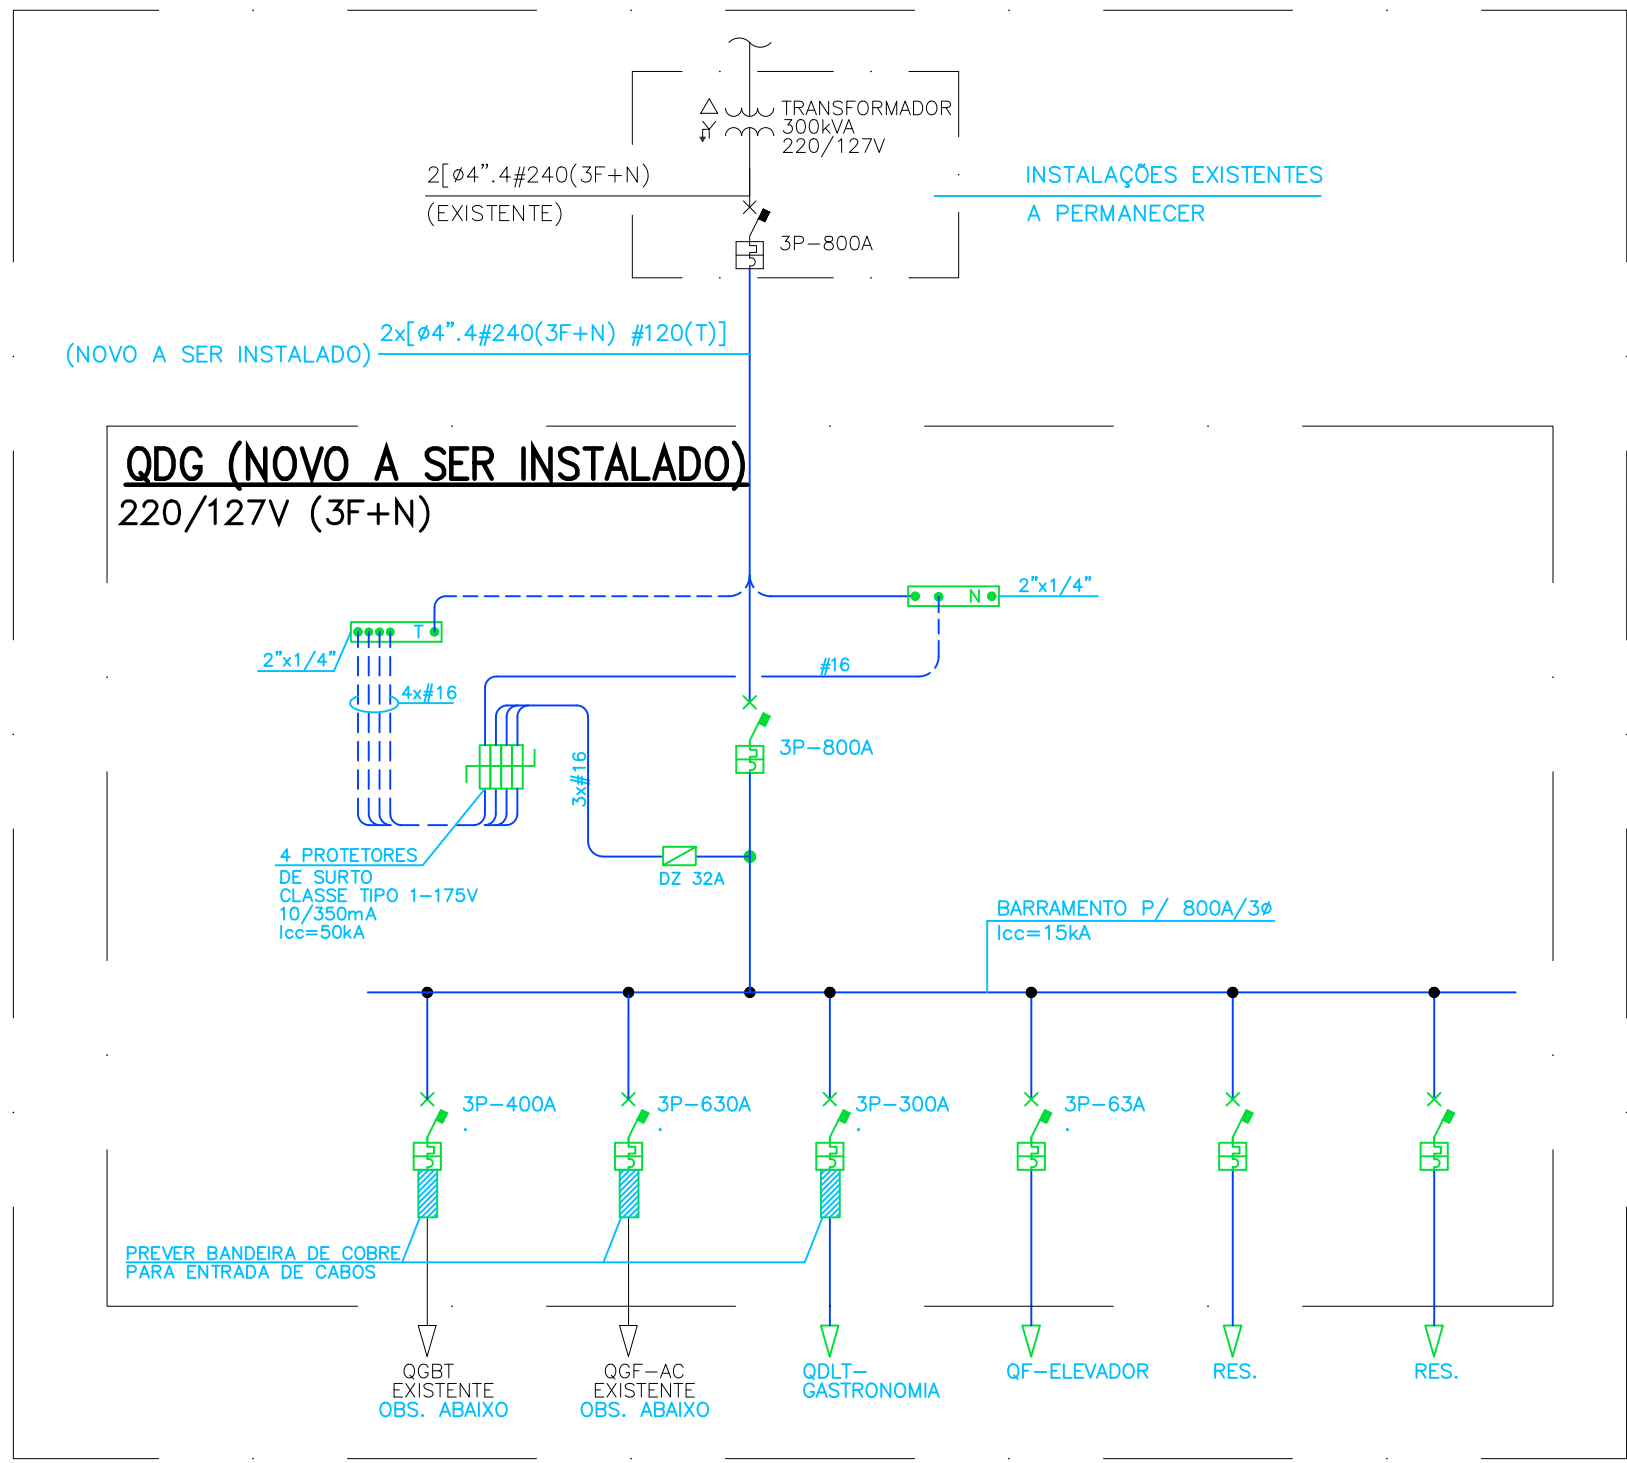 TRANSFORMADOR
300kVA
220/127V
2[ø4".4#240(3F+N)
(EXISTENTE)
INSTALAÇÕES EXISTENTES
A PERMANECER
3P-800A
2x[ø4".4#240(3F+N) #120(T)]
(NOVO A SER INSTALADO)
QDG (NOVO A SER INSTALADO)
220/127V (3F+N)
N
2"x1/4"
T
2"x1/4"
#16
4x#16
3P-800A
3x#16
4 PROTETORES
DE SURTO
CLASSE TIPO 1-175V
10/350mA
Icc=50kA
DZ 32A
BARRAMENTO P/ 800A/3ø
Icc=15kA
3P-400A
3P-630A
3P-300A
3P-63A
PREVER BANDEIRA DE COBRE
PARA ENTRADA DE CABOS
QGBT
EXISTENTE
OBS. ABAIXO
QGF-AC
EXISTENTE
OBS. ABAIXO
QDLT-
GASTRONOMIA
QF-ELEVADOR
RES.
RES.